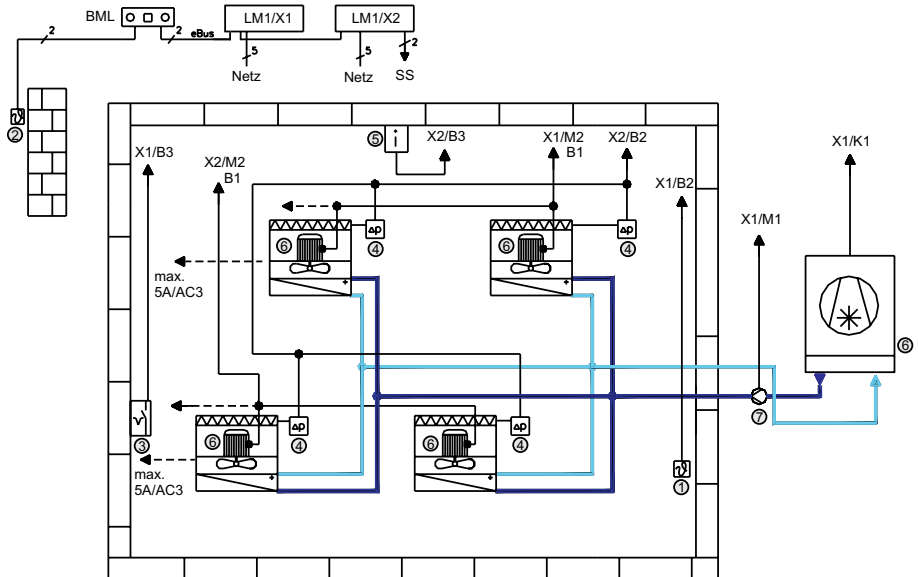 BML
LM1/X1
LM1/X2
2
2
eBus
5
5
2
Netz
Netz
SS
2
5
i
X2/B3
X1/M2
B1
X2/B2
X1/B3
X2/M2
B1
X1/B2
X1/K1
X1/M1
6
Δp
4
6
Δp
4
max.
5A/AC3
+
+
6
3
6
Δp
4
6
Δp
4
7
max.
5A/AC3
+
+
1